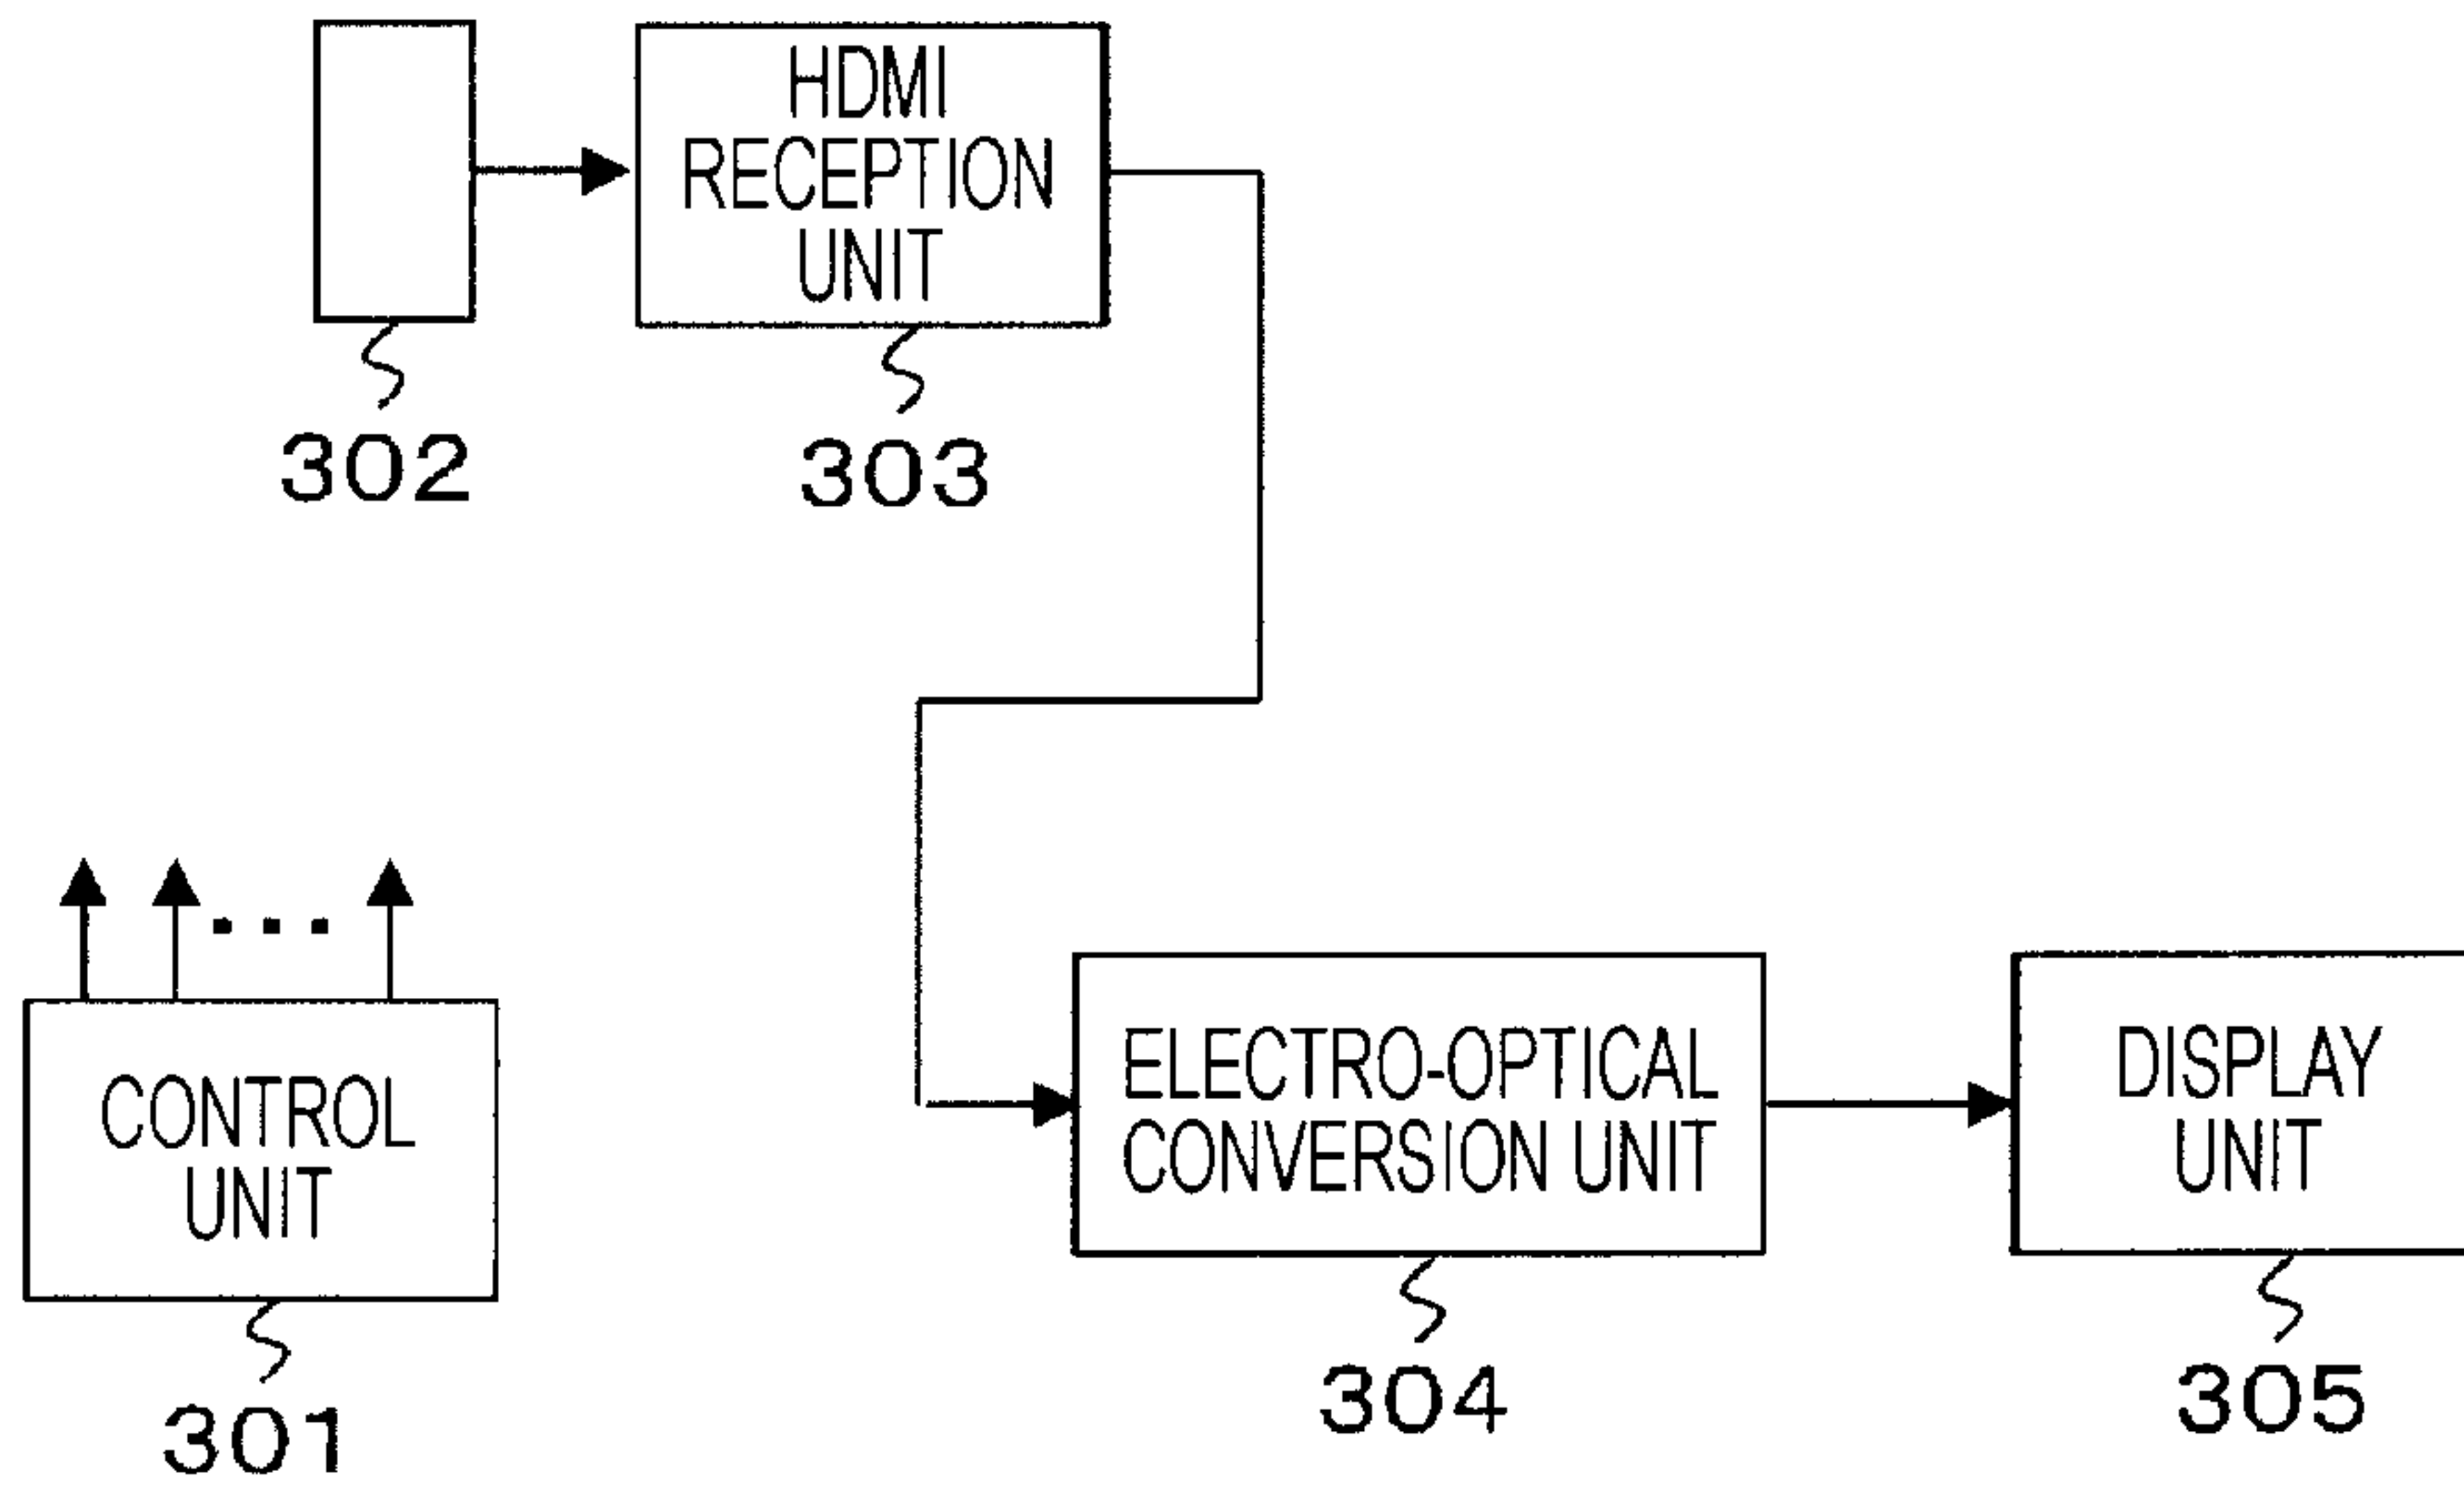 HDMI
RECEPTION
UNIT
302
303
CONTROL
UNIT
301
ELECTRO-OPTICAL
CONVERSION UNIT
304
DISPLAY
UNIT
305